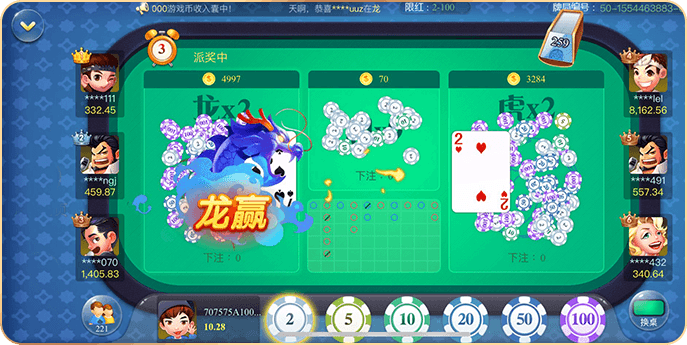 000游戏币收入囊中!
天啊，恭喜****uuz在龙
限红：2-100
牌局编号：50-1554463883-
259
3
派奖中
4997
70
3284
龙x2
虎x2
****111
332.45
****lel
8,162.56
2
2
下注：
****ngj
459.87
****491
557.34
龙赢
****070
1,405.83
下注：0
下注：0
****432
340.64
221
707575A100...
10.28
2
5
10
20
50
100
换桌